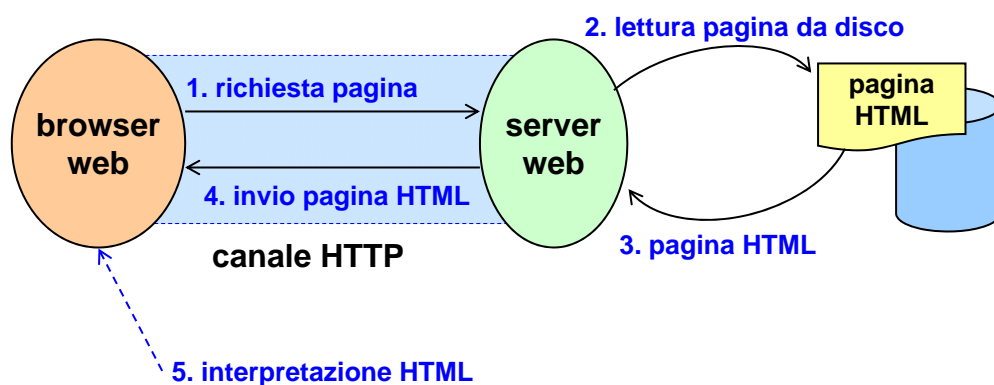 2. lettura pagina da disco
1. richiesta pagina
pagina
HTML
browser
web
server
web
4. invio pagina HTML
3. pagina HTML
canale HTTP
5. interpretazione HTML